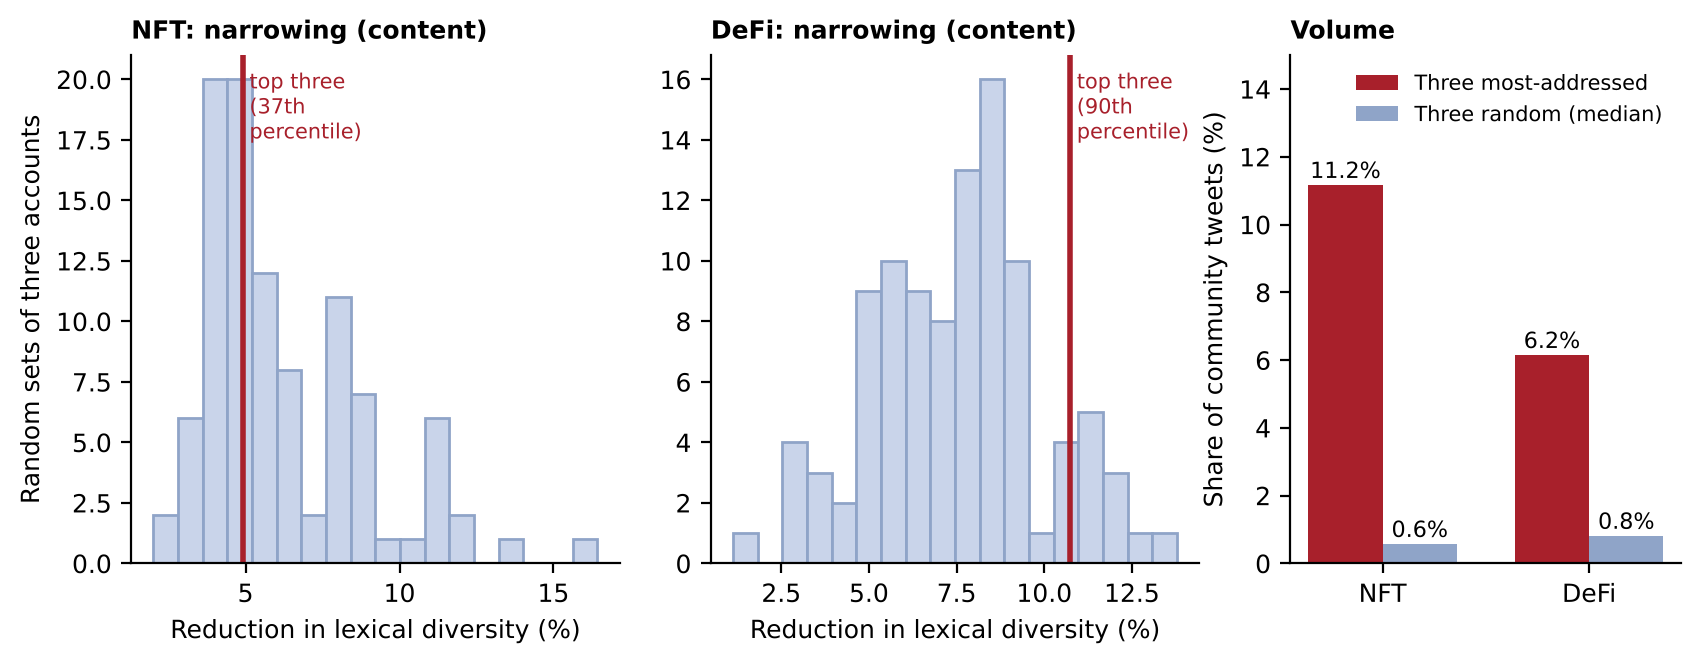 NFT: narrowing (content)
Random sets of three accounts
20.0
17.5
15.0
12.5
10.0
7.5
5.0
2.5
0.0
top three
(37th
percentile)
5
10
15
Reduction in lexical diversity (%)
DeFi: narrowing (content)
16
14
12
10
8
6
4
2
0
top three
(90th
percentile)
2.5
5.0
7.5
10.0
12.5
Reduction in lexical diversity (%)
Volume
Share of community tweets (%)
14
12
10
8
6
4
2
0
Three most-addressed
Three random (median)
11.2%
0.6%
6.2%
0.8%
NFT
DeFi